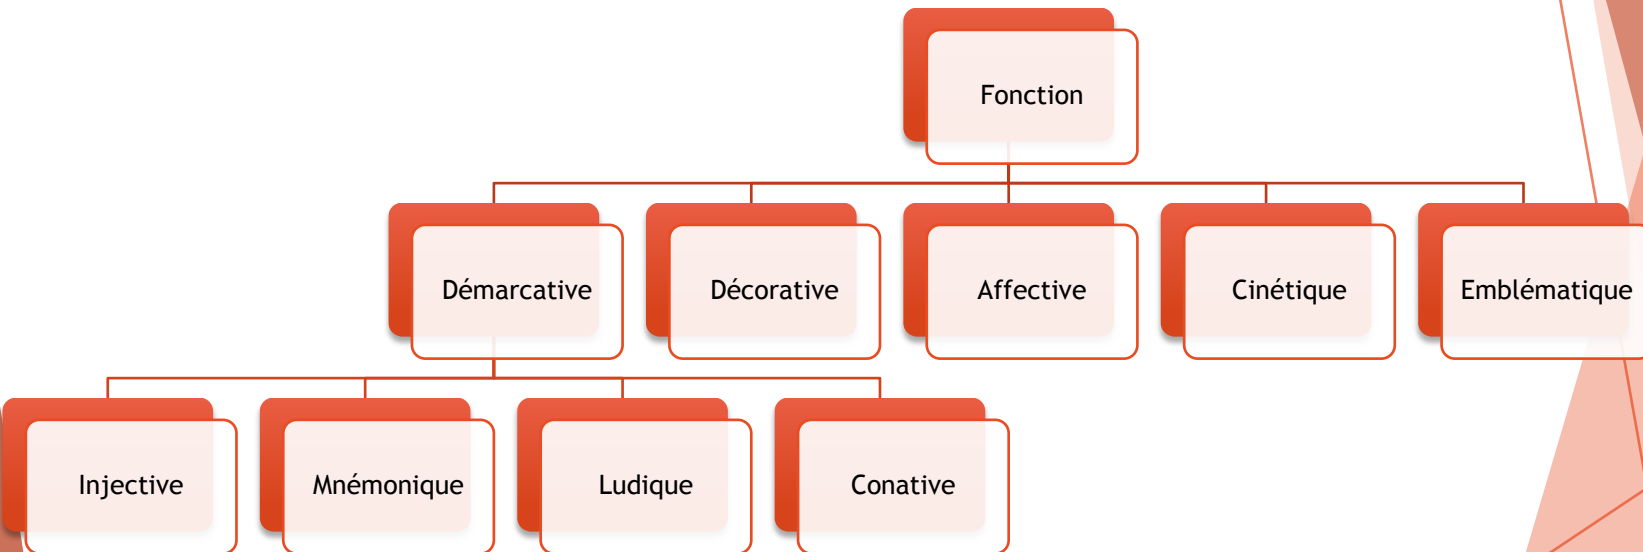 Fonction
Démarcative
Décorative
Affective
Cinétique
Emblématique
Injective
Mnémonique
Ludique
Conative